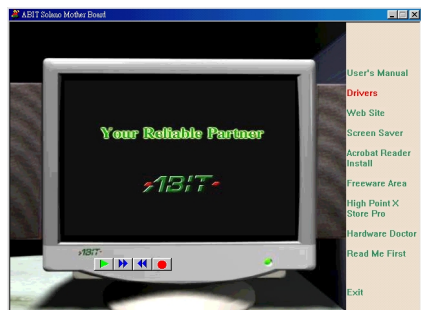 ABIT Solano Mother Board
User's Manual
Drivers
Web Site
Screen Saver
Acrobat Reader
Install
Freeware Area
High Point X
Store Pro
Hardware Doctor
Read Me First
Exit
Your Reliable Partner
ABIT
ABIT